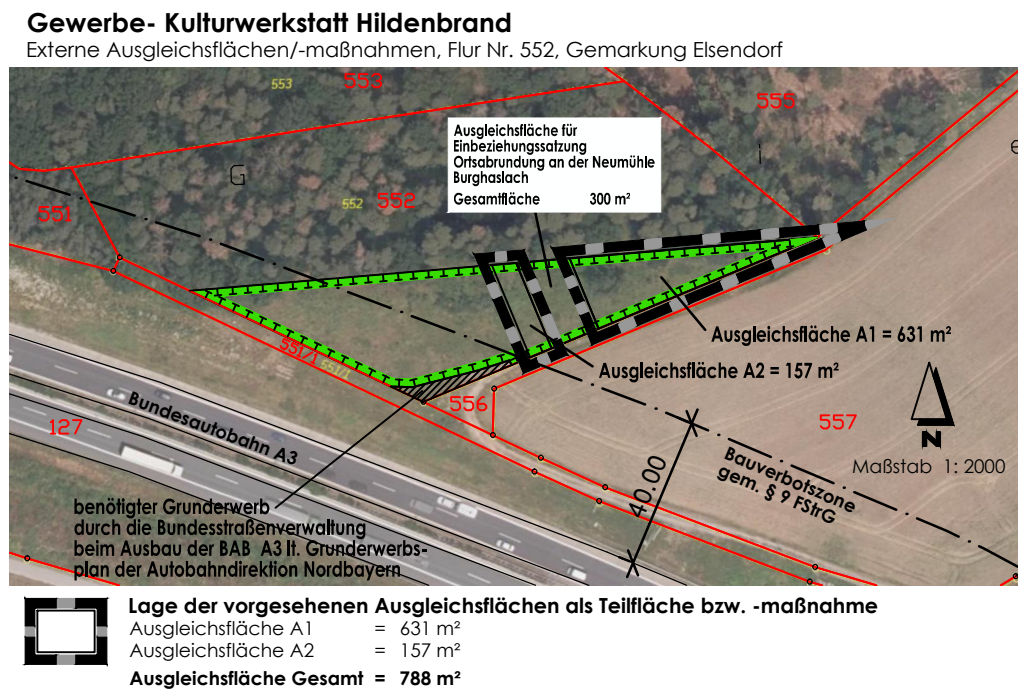 Gewerbe- Kulturwerkstatt Hildenbrand
Externe Ausgleichsflächen/-maßnahmen, Flur Nr. 552, Gemarkung Elsendorf
553
553
555
Ausgleichsfläche für
Einbeziehungssatzung
Ortsabrundung an der Neumühle
Burghaslach
Gesamtfläche 300 m²
G
i
e
551
552
552
Ausgleichsfläche A1 = 631 m²
551/1
551/1
Ausgleichsfläche A2 = 157 m²
556
557
127
Bundesautobahn A3
N
Maßstab 1: 2000
40.00
Bauverbotszone
gem. § 9 FStrG
benötigter Grunderwerb
durch die Bundesstraßenverwaltung
beim Ausbau der BAB A3 lt. Grunderwerbs-
plan der Autobahndirektion Nordbayern
Lage der vorgesehenen Ausgleichsflächen als Teilfläche bzw. -maßnahme
Ausgleichsfläche A1 = 631 m²
Ausgleichsfläche A2 = 157 m²
Ausgleichsfläche Gesamt = 788 m²